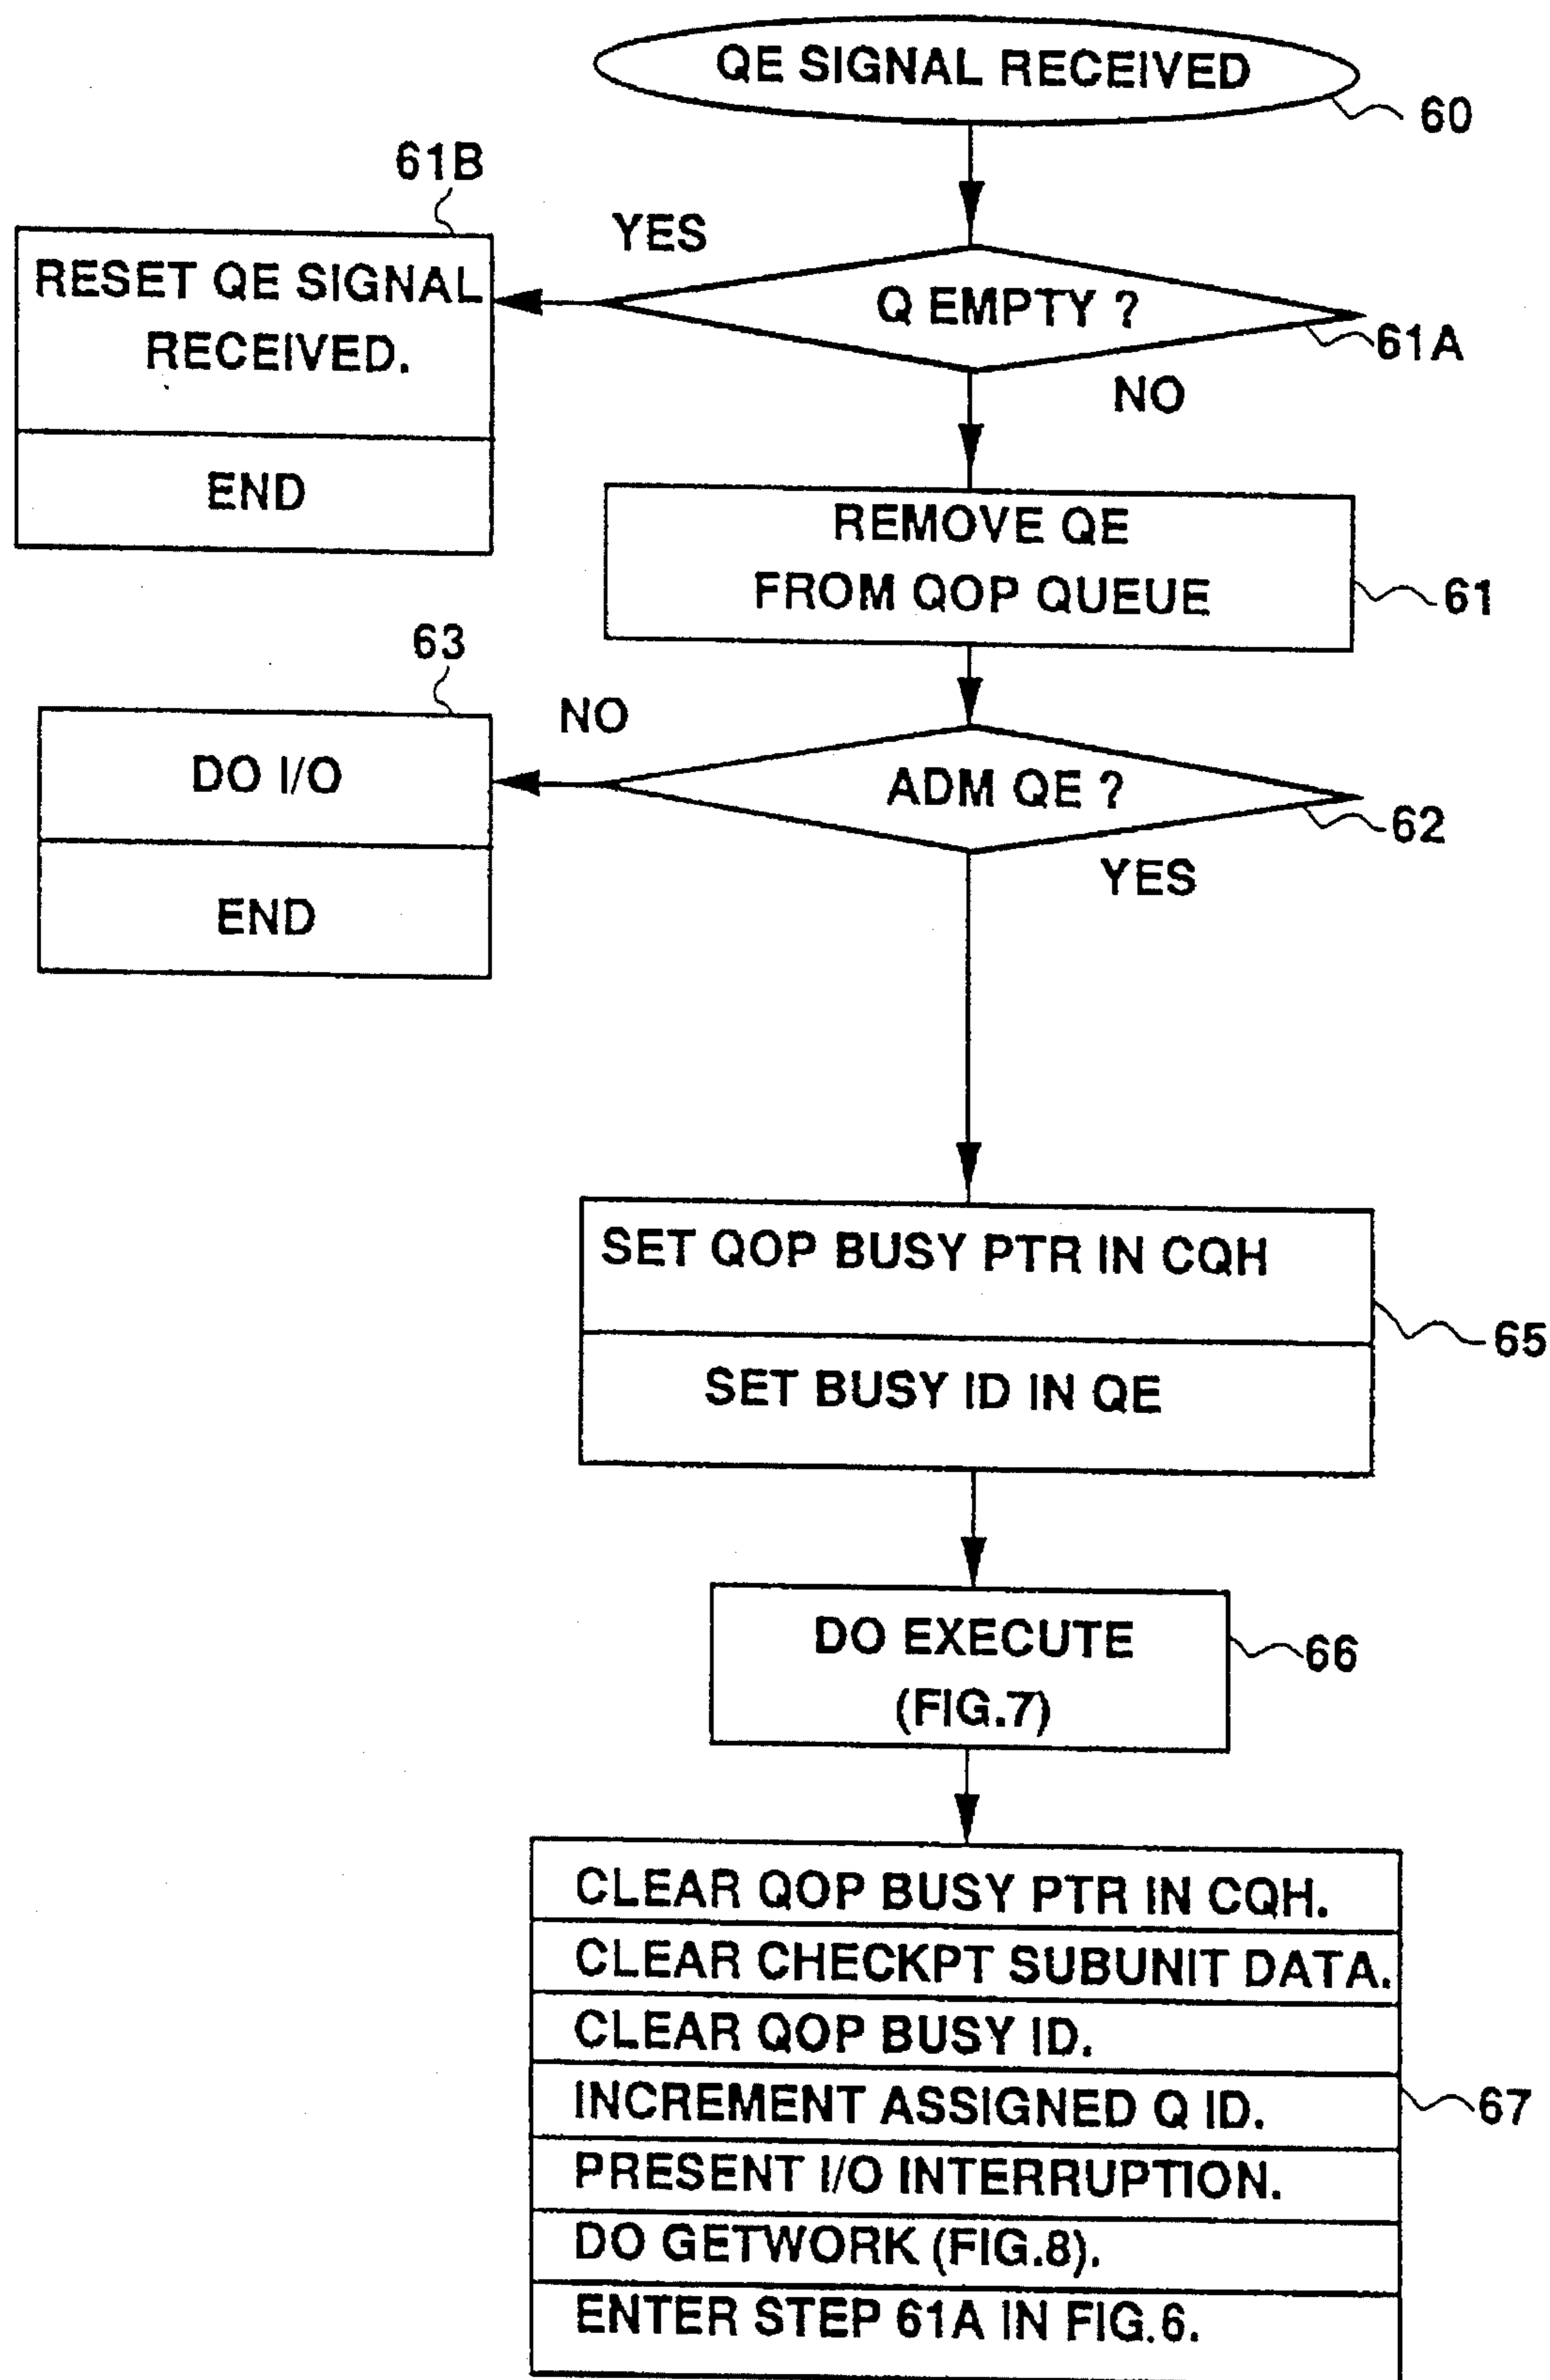 QE SIGNAL RECEIVED
60
61B
YES
RESET QE SIGNAL
RECEIVED.
END
Q EMPTY ?
61A
NO
REMOVE QE
FROM QOP QUEUE
61
63
NO
DO I/O
END
ADM QE ?
62
YES
SET QOP BUSY PTR IN CQH
SET BUSY ID IN QE
65
DO EXECUTE
(FIG.7)
66
CLEAR QOP BUSY PTR IN CQH.
CLEAR CHECKPT SUBUNIT DATA.
CLEAR QOP BUSY ID.
INCREMENT ASSIGNED Q ID.
67
PRESENT I/O INTERRUPTION.
DO GETWORK (FIG.8).
ENTER STEP 61A IN FIG.6.